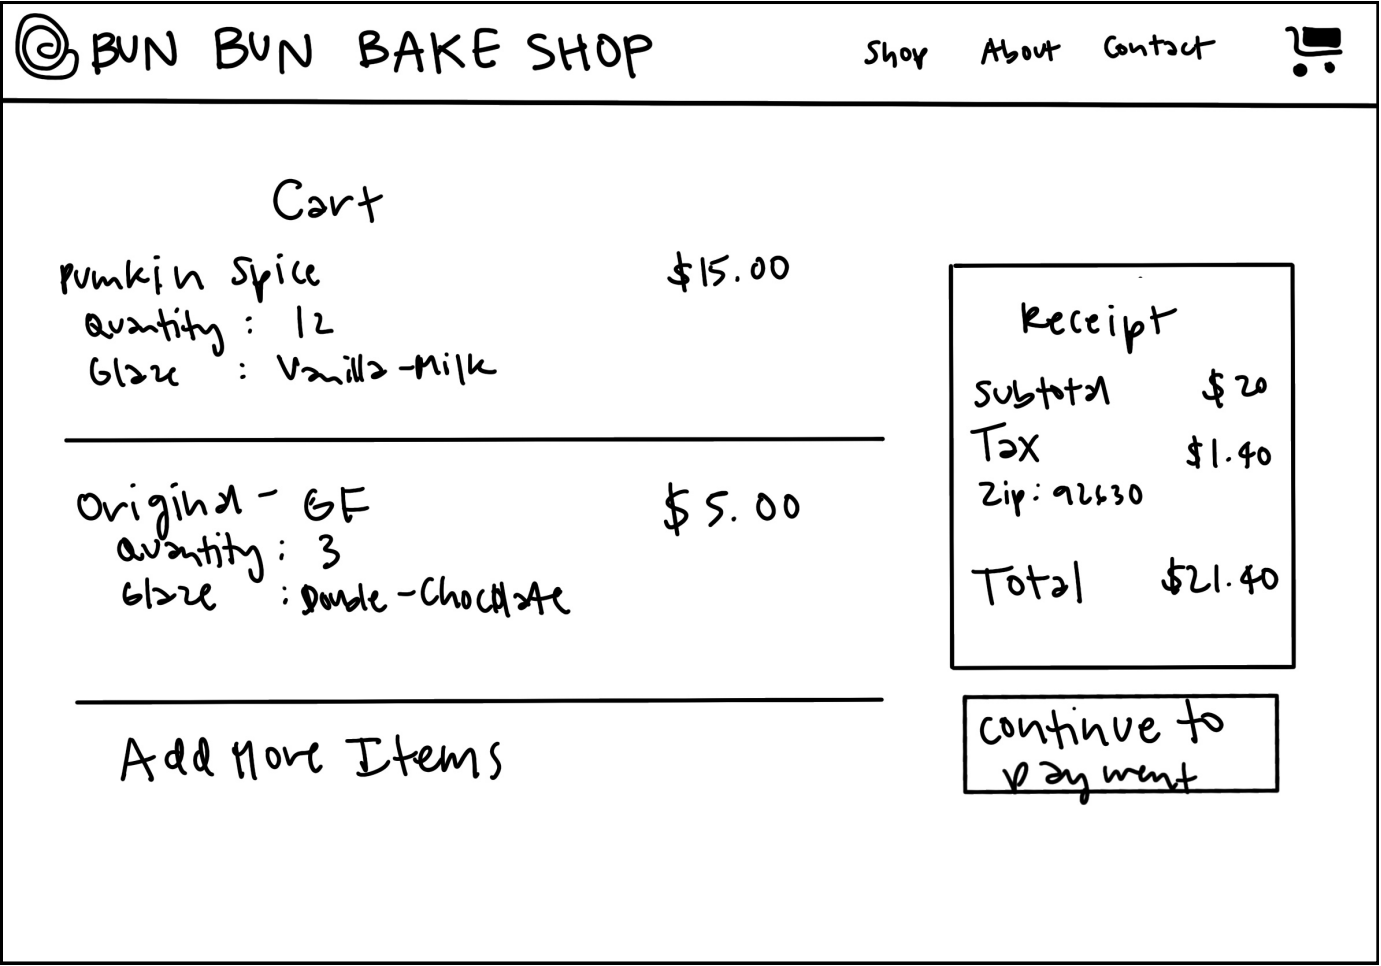 BUN BUN BAKE SHOP
Shop About Contact
Cart
Pumkin Spice $15.00
Quantity : 12
Glaze : Vanilla-Milk
Original - GF $5.00
Quantity : 3
Glaze : Double-Chocolate
Add More Items
Receipt
Subtotal $20
Tax $1.40
Zip: 92630
Total $21.40
Continue to
payment